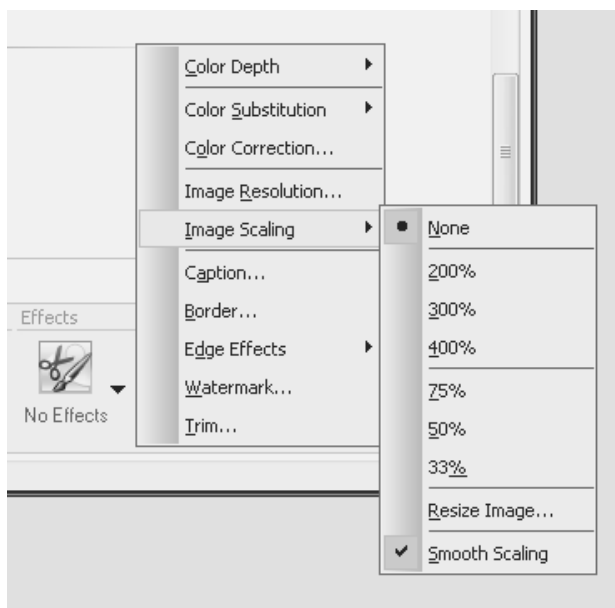 Color Depth
Color Substitution
Color Correction...
Image Resolution...
Image Scaling
Caption...
Border...
Edge Effects
Watermark...
Trim...
None
200%
300%
400%
75%
50%
33%
Resize Image...
Smooth Scaling
Effects
No Effects